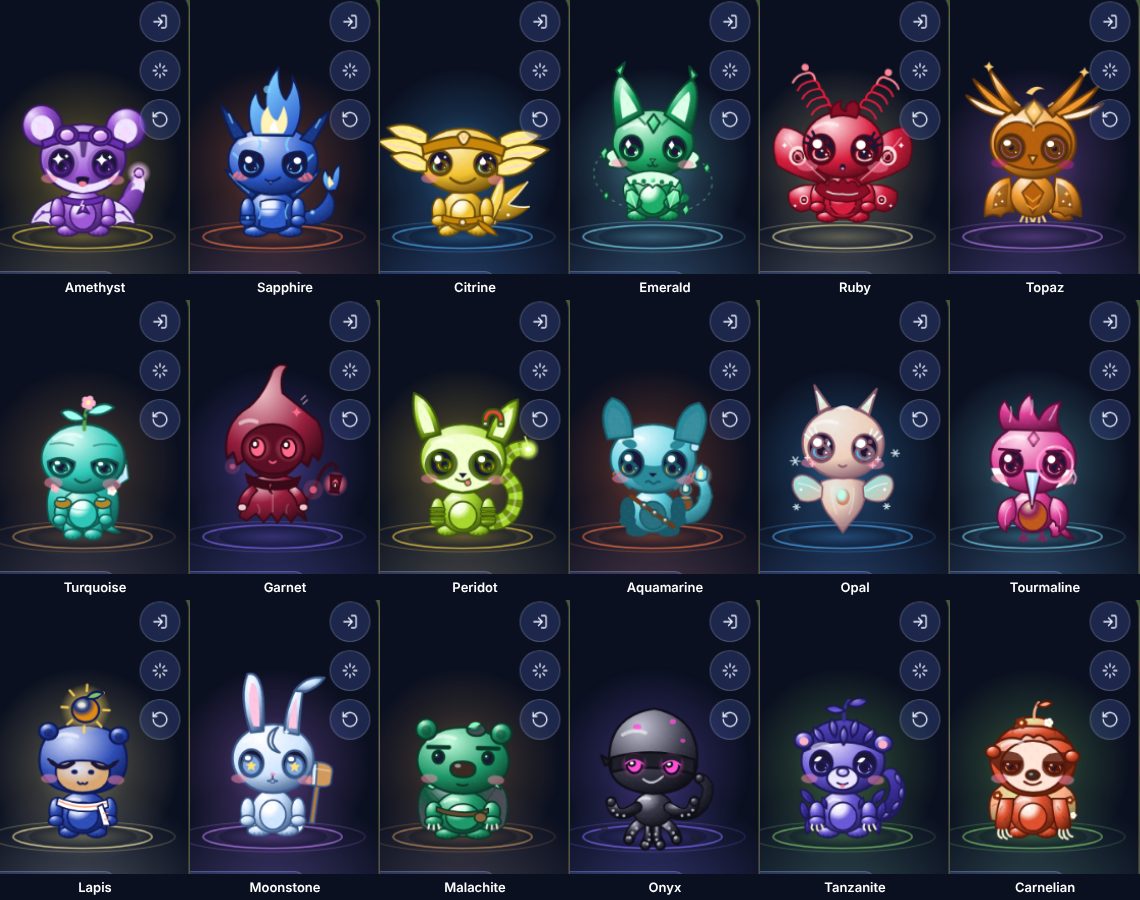 Amethyst
Sapphire
Citrine
Emerald
Ruby
Topaz
Turquoise
Garnet
Peridot
Aquamarine
Opal
Tourmaline
Lapis
Moonstone
Malachite
Onyx
Tanzanite
Carnelian